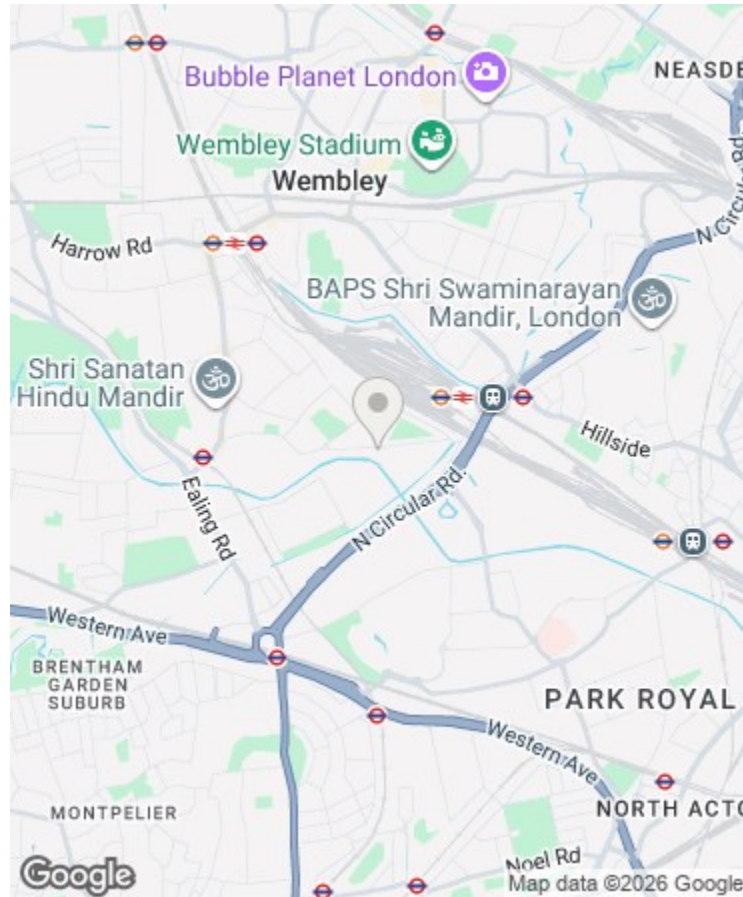 Bubble Planet London
NEASDE
Wembley Stadium
Wembley
Harrow Rd
N Circular Rd
BAPS Shri Swaminarayan
Mandir, London
Shri Sanatan
Hindu Mandir
Hillside
Ealing Rd
N Circular Rd.
Western Ave
BRENTHAM
GARDEN
SUBURB
PARK ROYAL
Western Ave
MONTPELIER
NORTH ACTO
Noel Rd
Google
Map data ©2026 Google